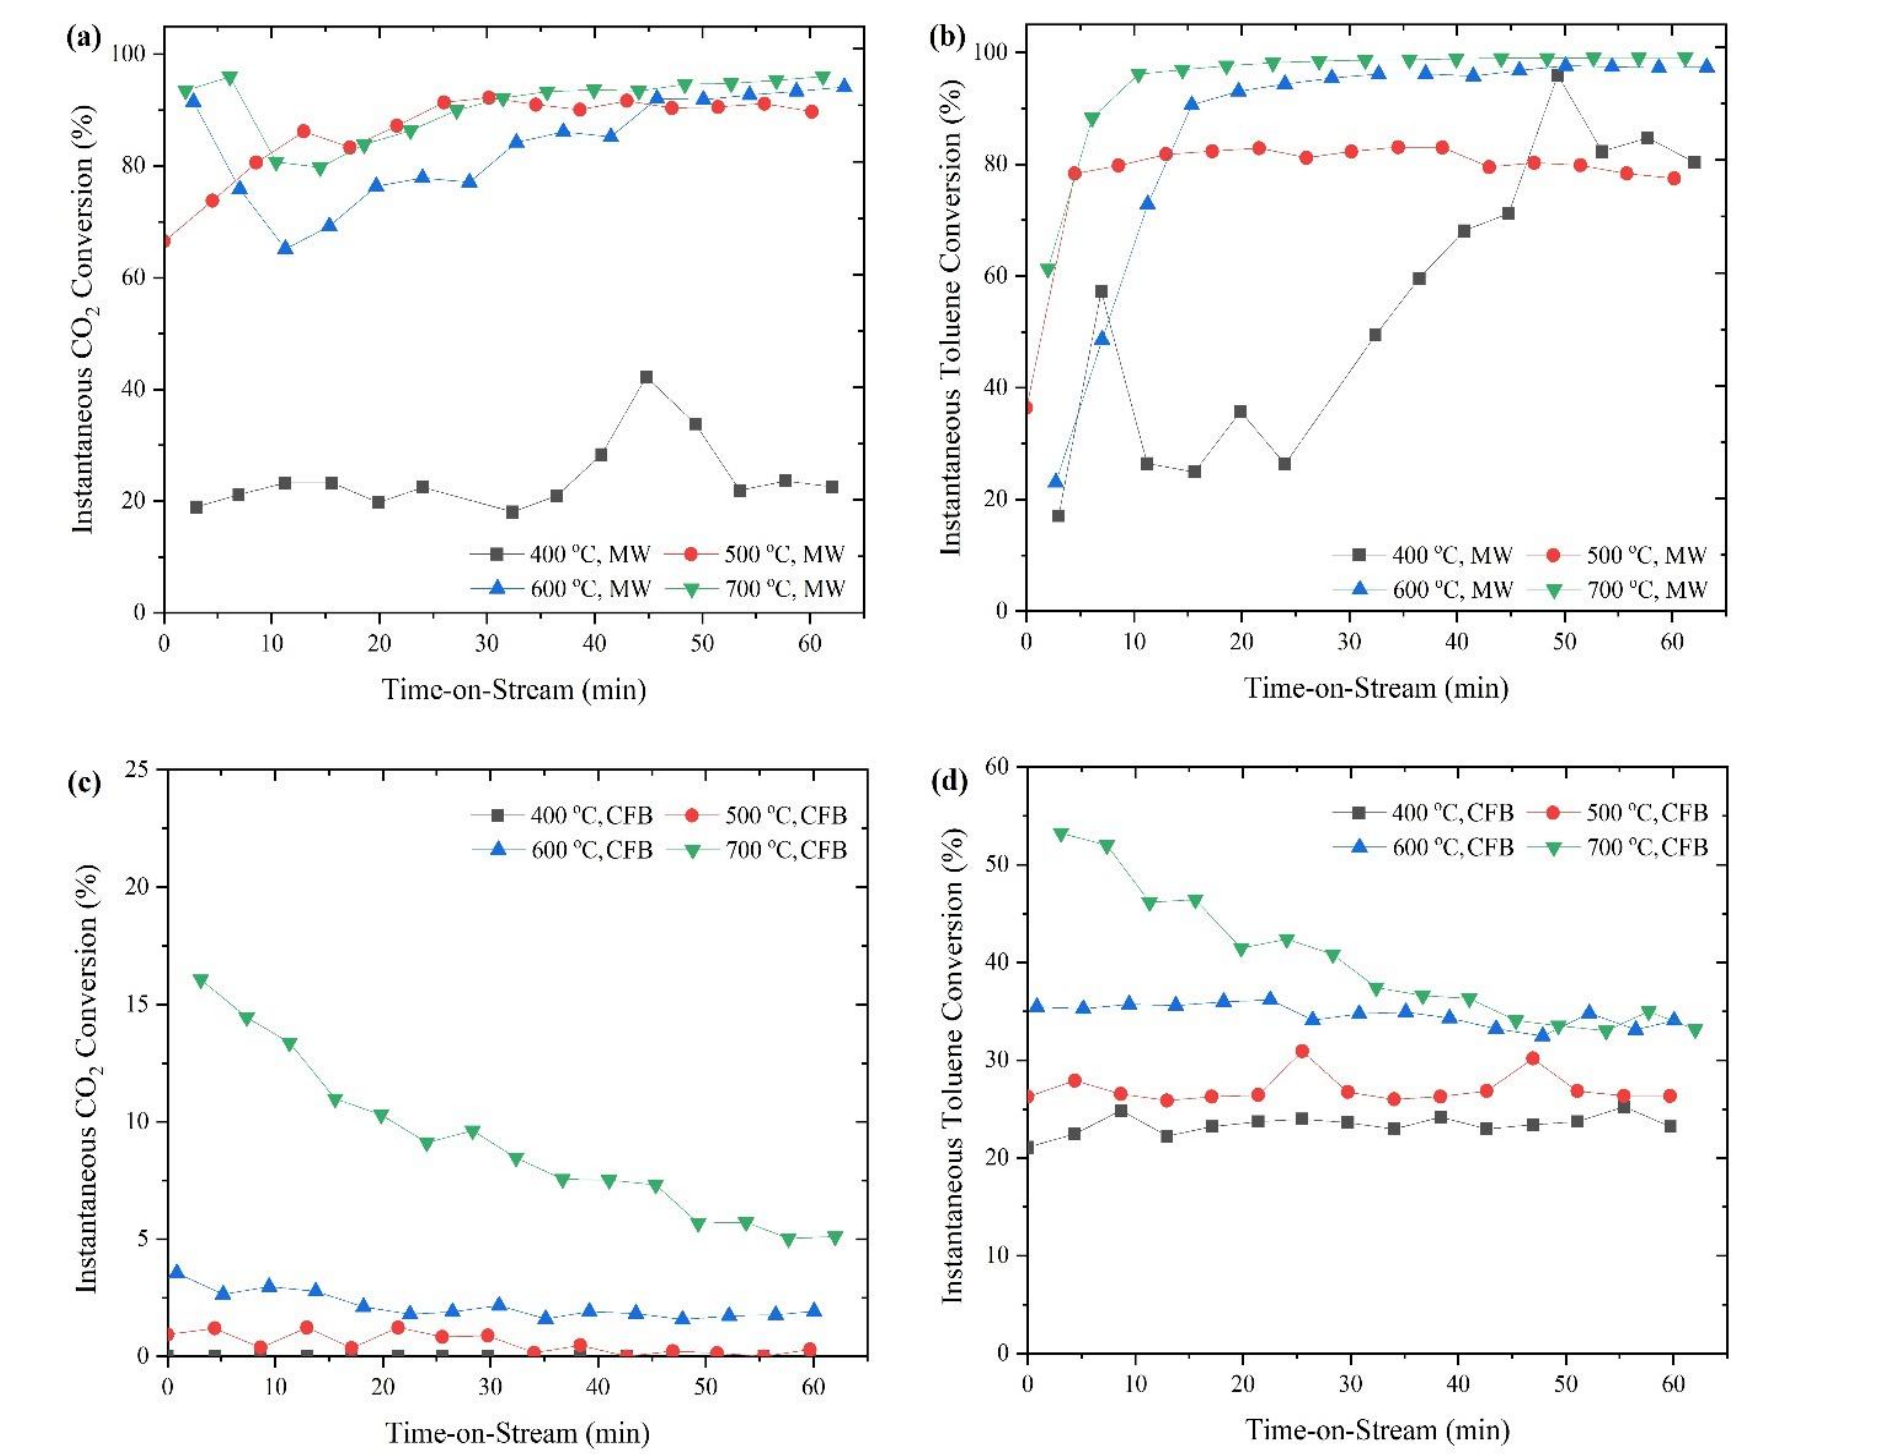 (a)
Instantaneous CO2 Conversion (%)
100
80
60
40
20
0
400 °C, MW 500 °C, MW
600 °C, MW 700 °C, MW
0 10 20 30 40 50 60
Time-on-Stream (min)
(b)
Instantaneous Toluene Conversion (%)
100
80
60
40
20
0
400 °C, MW 500 °C, MW
600 °C, MW 700 °C, MW
0 10 20 30 40 50 60
Time-on-Stream (min)
(c)
Instantaneous CO2 Conversion (%)
25
20
15
10
5
0
400 °C, CFB 500 °C, CFB
600 °C, CFB 700 °C, CFB
0 10 20 30 40 50 60
Time-on-Stream (min)
(d)
Instantaneous Toluene Conversion (%)
60
50
40
30
20
10
0
400 °C, CFB 500 °C, CFB
600 °C, CFB 700 °C, CFB
0 10 20 30 40 50 60
Time-on-Stream (min)